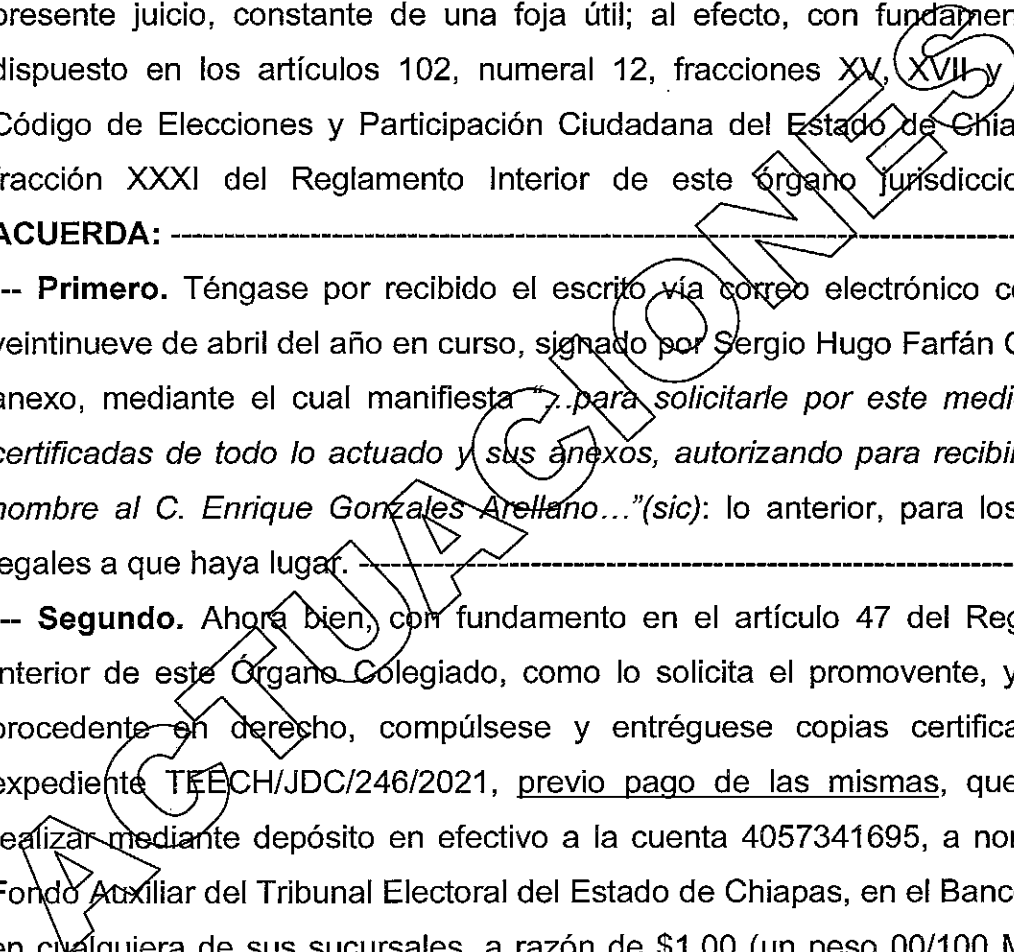 presente juicio, constante de una foja útil; al efecto, con fundamen
dispuesto en los artículos 102, numeral 12, fracciones XV, XVII y
Código de Elecciones y Participación Ciudadana del Estado de Chia
fracción XXXI del Reglamento Interior de este órgano jurisdiccio
ACUERDA: ---
--- Primero. Téngase por recibido el escrito vía correo electrónico co
veintinueve de abril del año en curso, signado por Sergio Hugo Farfán
anexo, mediante el cual manifiesta "...para solicitarle por este medi
certificadas de todo lo actuado y sus anexos, autorizando para recibi
nombre al C. Enrique Gonzales Arellano..."(sic): lo anterior, para los
legales a que haya lugar. ---
--- Segundo. Ahora bien, con fundamento en el artículo 47 del Reg
Interior de este Órgano Colegiado, como lo solicita el promovente, y
procedente en derecho, compúlsese y entréguese copias certifica
expediente TEECH/JDC/246/2021, previo pago de las mismas, que
realizar mediante depósito en efectivo a la cuenta 4057341695, a nor
Fondo Auxiliar del Tribunal Electoral del Estado de Chiapas, en el Banc
en cualquiera de sus sucursales, a razón de $1.00 (un peso 00/100 M
ACTUACIONES